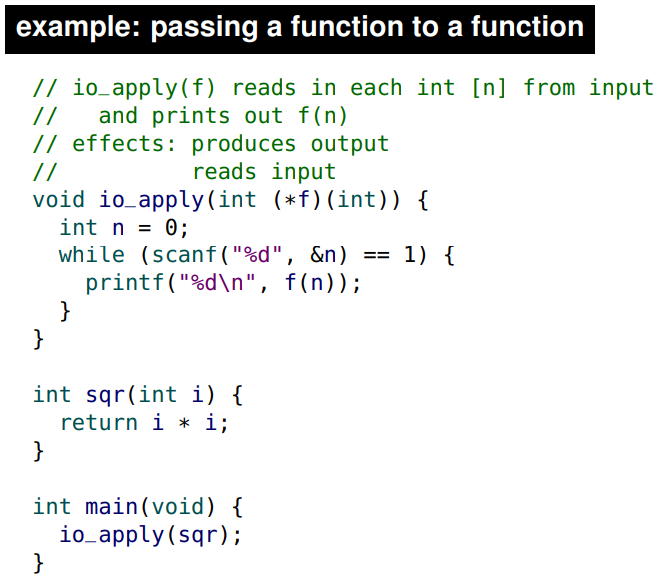 example: passing a function to a function
// io_apply(f) reads in each int [n] from input
//   and prints out f(n)
// effects: produces output
//          reads input
void io_apply(int (*f)(int)) {
  int n = 0;
  while (scanf("%d", &n) == 1) {
    printf("%d\n", f(n));
  }
}

int sqr(int i) {
  return i * i;
}

int main(void) {
  io_apply(sqr);
}